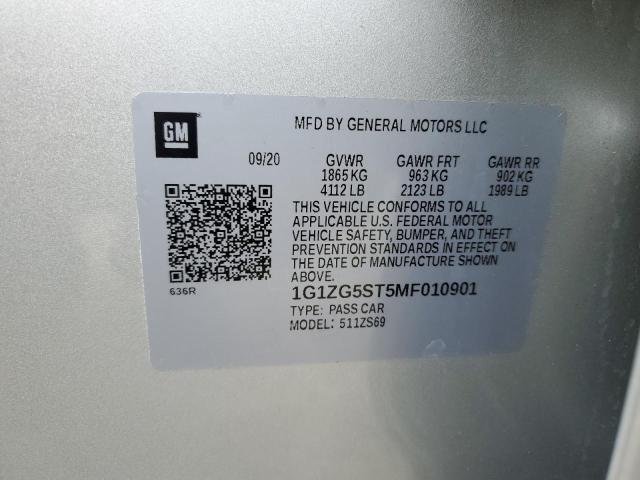 GM
MFD BY GENERAL MOTORS LLC
09/20 GVWR GAWR FRT GAWR RR
1865 KG 963 KG 902 KG
4112 LB 2123 LB 1989 LB
THIS VEHICLE CONFORMS TO ALL
APPLICABLE U.S. FEDERAL MOTOR
VEHICLE SAFETY, BUMPER, AND THEFT
PREVENTION STANDARDS IN EFFECT ON
THE DATE OF MANUFACTURE SHOWN
ABOVE.
636R
1G1ZG5ST5MF010901
TYPE: PASS CAR
MODEL: 511ZS69